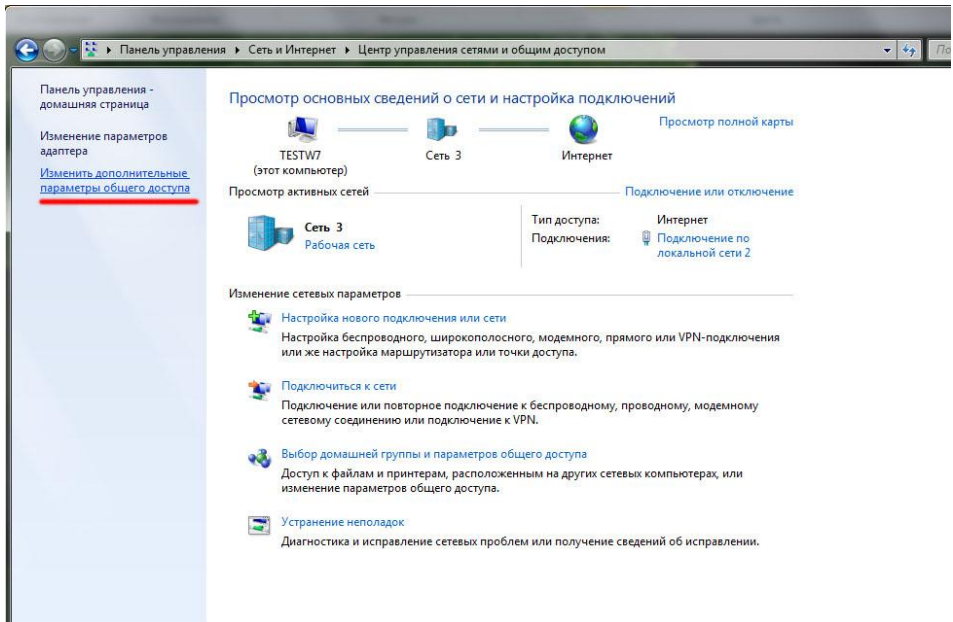 Панель управления ▸ Сеть и Интернет ▸ Центр управления сетями и общим доступом
По
Панель управления -
домашняя страница
Изменение параметров
адаптера
Изменить дополнительные
параметры общего доступа
Просмотр основных сведений о сети и настройка подключений
Просмотр полной карты
TESTW7
(этот компьютер)
Сеть 3
Интернет
Просмотр активных сетей
Подключение или отключение
Сеть 3
Рабочая сеть
Тип доступа: Интернет
Подключения: Подключение по
локальной сети 2
Изменение сетевых параметров
Настройка нового подключения или сети
Настройка беспроводного, широкополосного, модемного, прямого или VPN-подключения
или же настройка маршрутизатора или точки доступа.
Подключиться к сети
Подключение или повторное подключение к беспроводному, проводному, модемному
сетевому соединению или подключение к VPN.
Выбор домашней группы и параметров общего доступа
Доступ к файлам и принтерам, расположенным на других сетевых компьютерах, или
изменение параметров общего доступа.
Устранение неполадок
Диагностика и исправление сетевых проблем или получение сведений об исправлении.